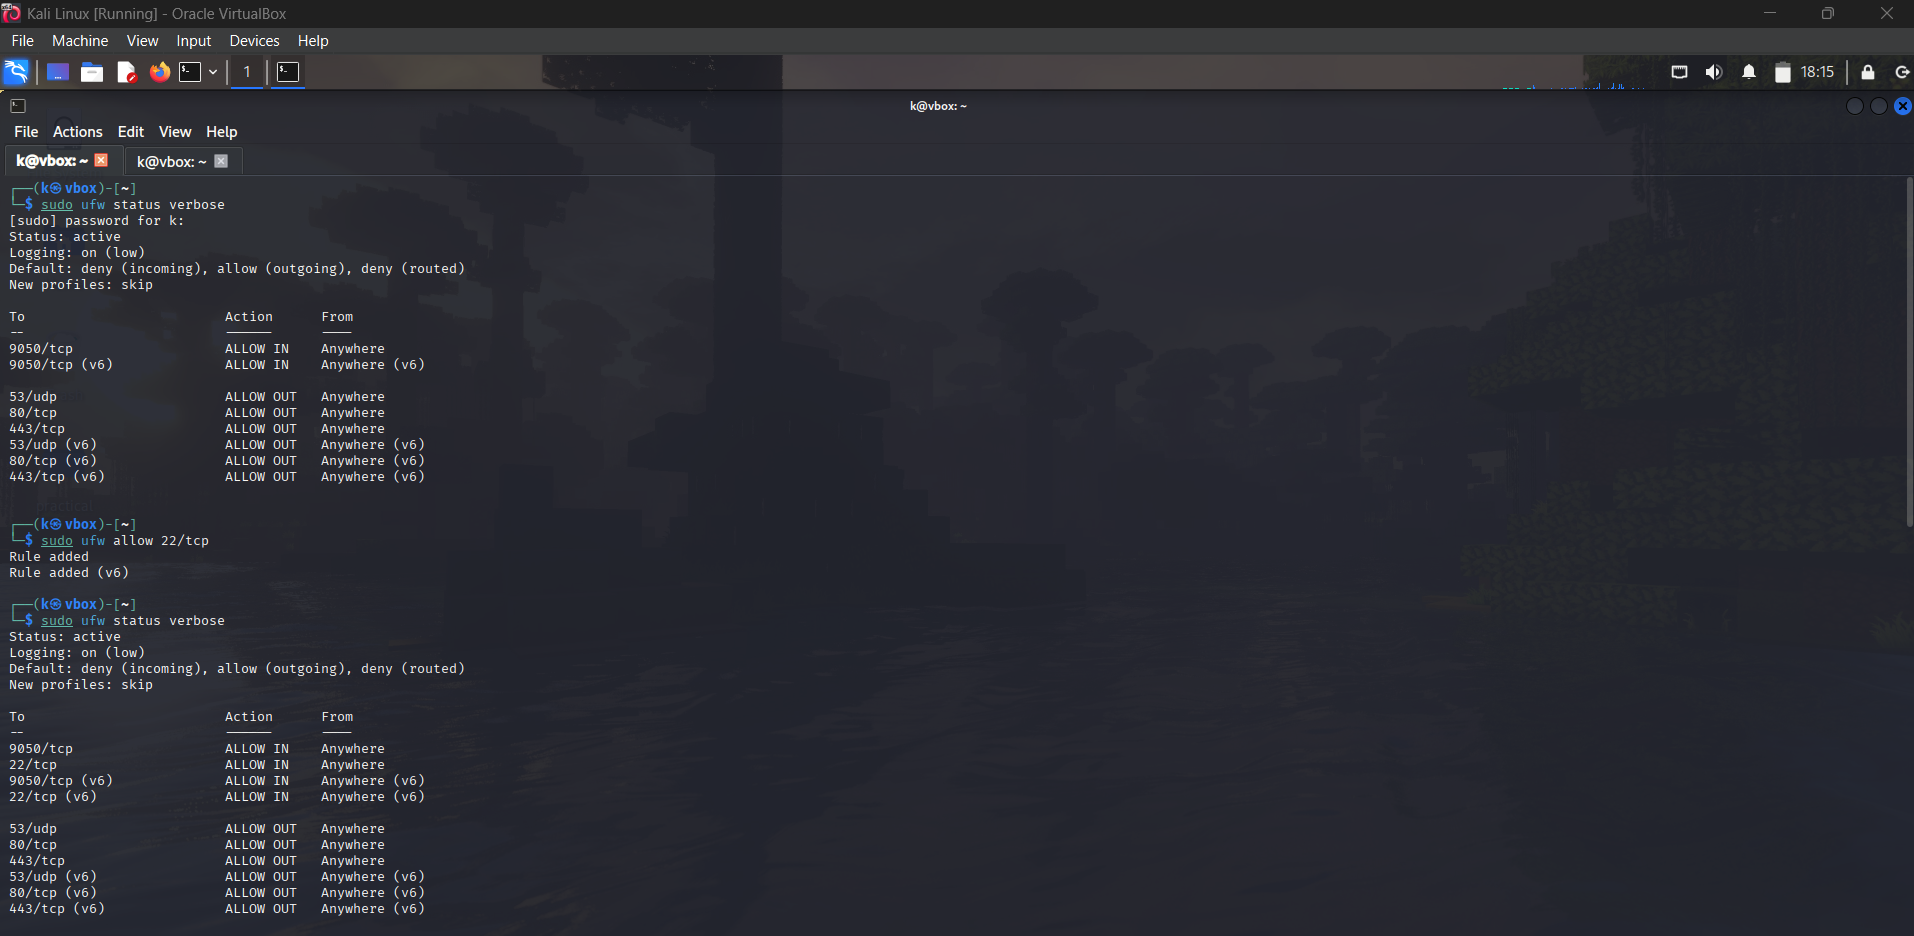 Kali Linux [Running] - Oracle VirtualBox
File Machine View Input Devices Help
1 18:15
k@vbox: ~
File Actions Edit View Help
k@vbox: ~ k@vbox: ~
┌──(k㉿vbox)-[~]
└─$ sudo ufw status verbose
[sudo] password for k:
Status: active
Logging: on (low)
Default: deny (incoming), allow (outgoing), deny (routed)
New profiles: skip
To Action From
-- ------ ----
9050/tcp ALLOW IN Anywhere
9050/tcp (v6) ALLOW IN Anywhere (v6)
53/udp ALLOW OUT Anywhere
80/tcp ALLOW OUT Anywhere
443/tcp ALLOW OUT Anywhere
53/udp (v6) ALLOW OUT Anywhere (v6)
80/tcp (v6) ALLOW OUT Anywhere (v6)
443/tcp (v6) ALLOW OUT Anywhere (v6)
┌──(k㉿vbox)-[~]
└─$ sudo ufw allow 22/tcp
Rule added
Rule added (v6)
┌──(k㉿vbox)-[~]
└─$ sudo ufw status verbose
Status: active
Logging: on (low)
Default: deny (incoming), allow (outgoing), deny (routed)
New profiles: skip
To Action From
-- ------ ----
9050/tcp ALLOW IN Anywhere
22/tcp ALLOW IN Anywhere
9050/tcp (v6) ALLOW IN Anywhere (v6)
22/tcp (v6) ALLOW IN Anywhere (v6)
53/udp ALLOW OUT Anywhere
80/tcp ALLOW OUT Anywhere
443/tcp ALLOW OUT Anywhere
53/udp (v6) ALLOW OUT Anywhere (v6)
80/tcp (v6) ALLOW OUT Anywhere (v6)
443/tcp (v6) ALLOW OUT Anywhere (v6)